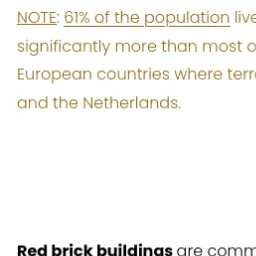 NOTE: 61% of the population live
significantly more than most o
European countries where terr
and the Netherlands.
Red brick buildings are comm